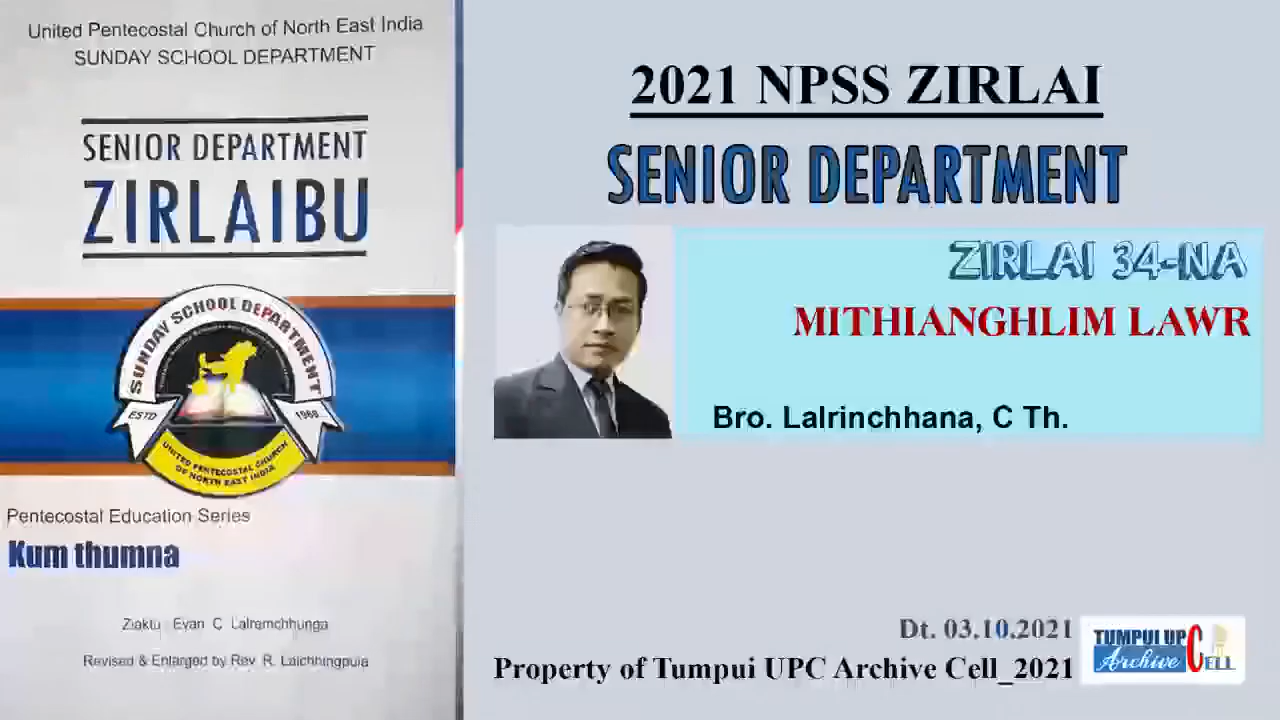 United Pentecostal Church of North East India
SUNDAY SCHOOL DEPARTMENT
SENIOR DEPARTMENT
ZIRLAIBU
SUNDAY SCHOOL DEPARTMENT
ESTD 1968
UNITED PENTECOSTAL CHURCH
OF NORTH EAST INDIA
Pentecostal Education Series
Kum thumna
Ziaktu : Evan. C. Lalremchhunga
Revised & Enlarged by Rev. R. Lalchhingpuia
2021 NPSS ZIRLAI
SENIOR DEPARTMENT
ZIRLAI 34-NA
MITHIANGHLIM LAWR
Bro. Lalrinchhana, C Th.
Dt. 03.10.2021
Property of Tumpui UPC Archive Cell_2021
TUMPUI UPC
Archive CELL